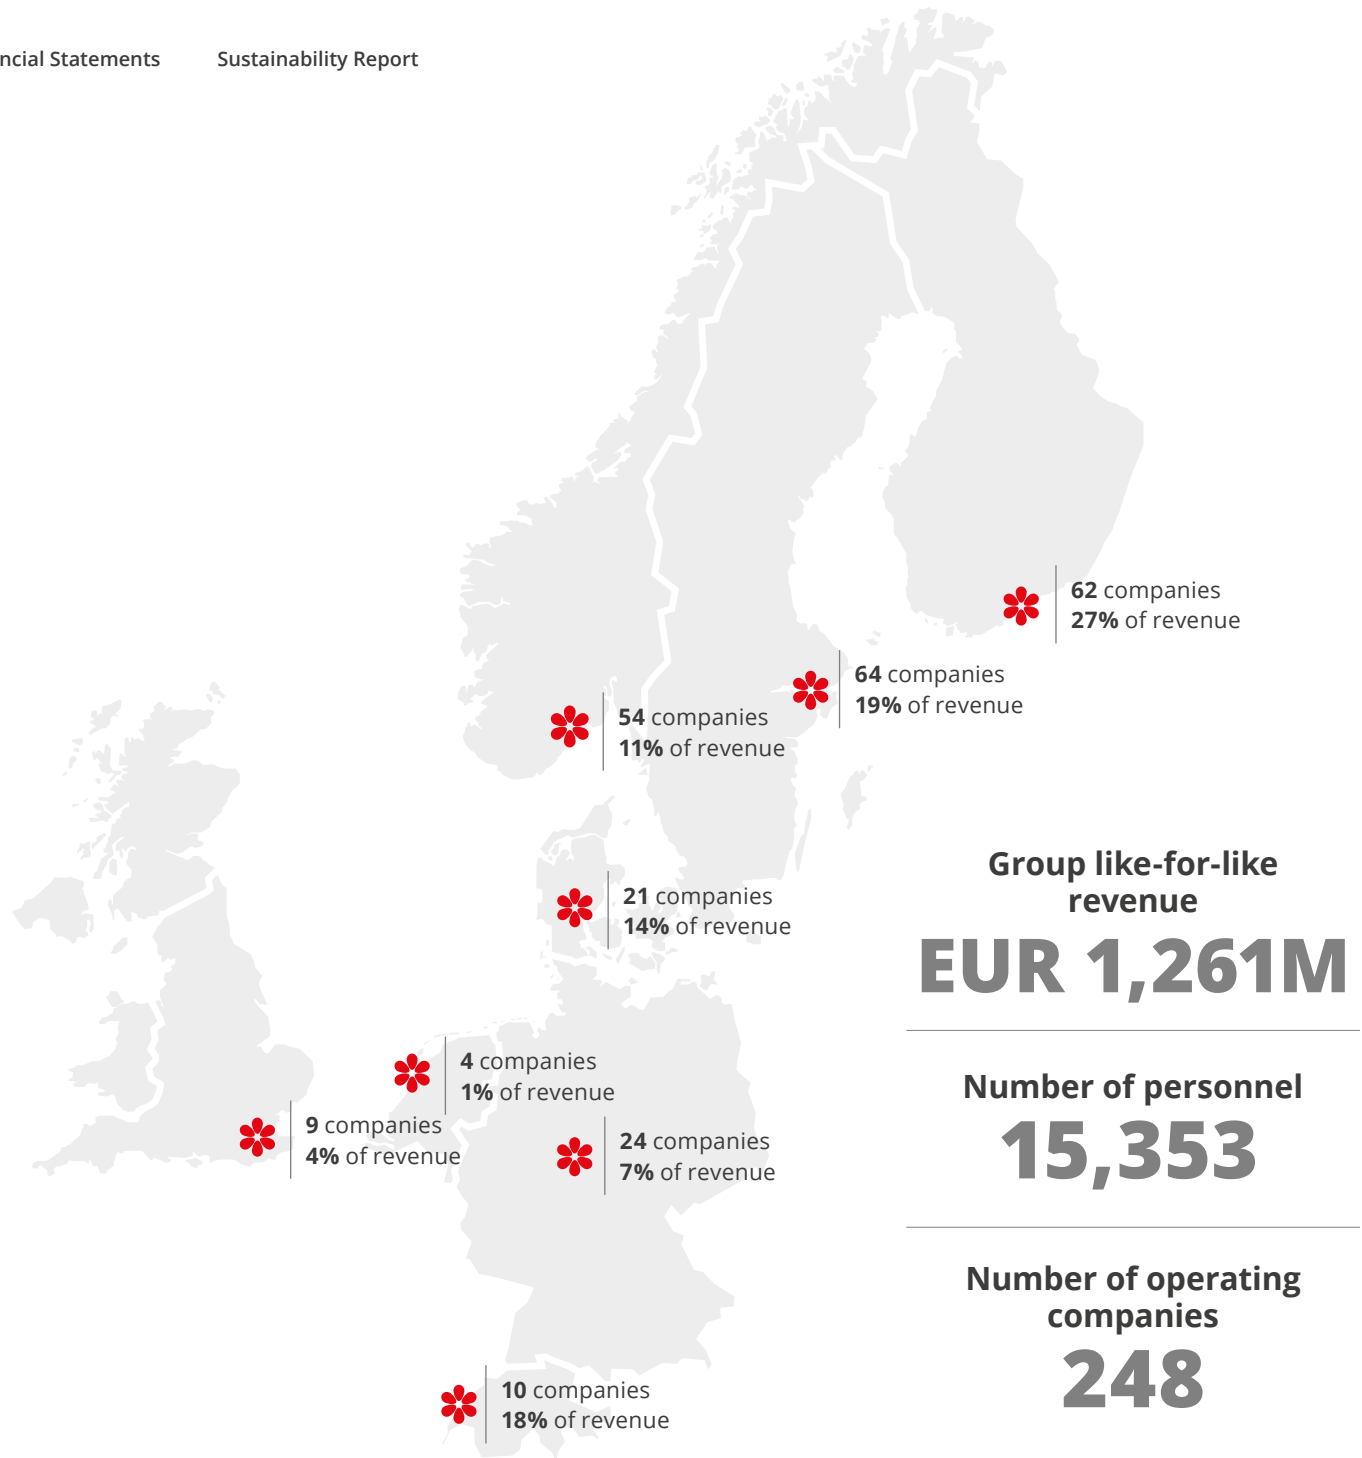 ncial Statements Sustainability Report
62 companies
27% of revenue
64 companies
19% of revenue
54 companies
11% of revenue
Group like-for-like
revenue
EUR 1,261M
21 companies
14% of revenue
Number of personnel
15,353
4 companies
1% of revenue
9 companies
4% of revenue
24 companies
7% of revenue
Number of operating
companies
248
10 companies
18% of revenue